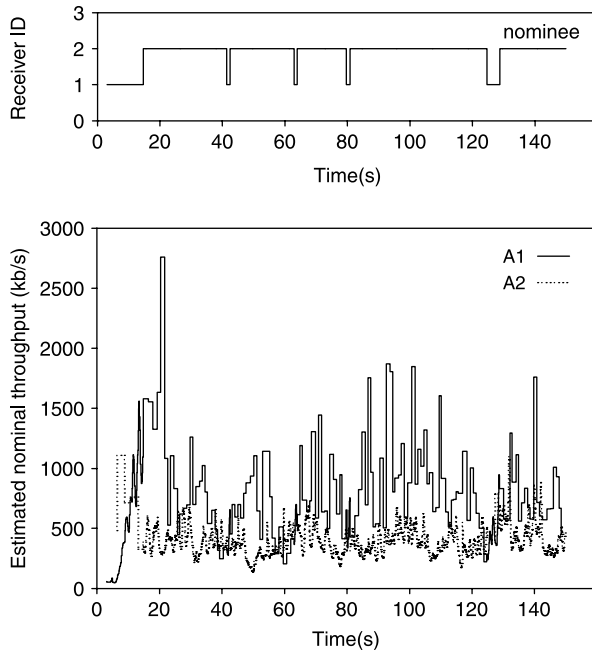 3
2
1
0
Receiver ID
nominee
0 20 40 60 80 100 120 140
Time(s)
3000
2500
2000
1500
1000
500
0
Estimated nominal throughput (kb/s)
A1
A2
0 20 40 60 80 100 120 140
Time(s)